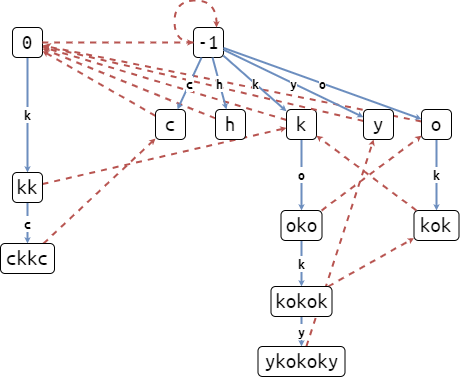 0 -1
c h k y o
k
c h k y o
kk
o k
c
oko kok
ckkc
k
kokok
y
ykokoky